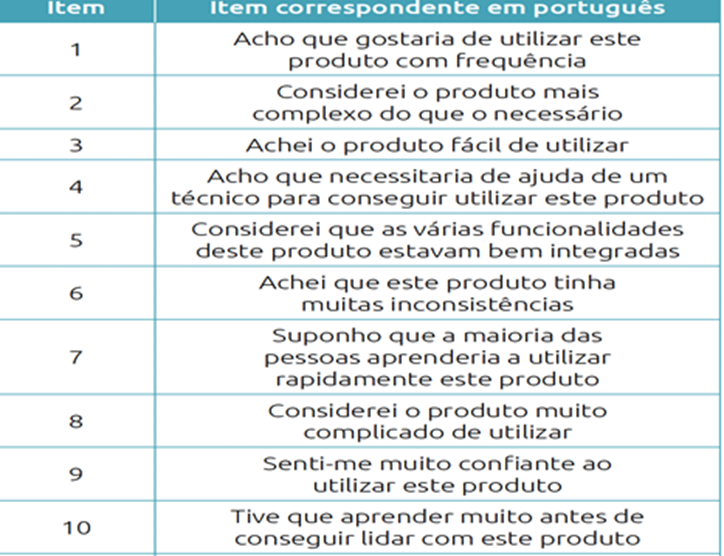 Item Item correspondente em português
1 Acho que gostaria de utilizar este
produto com frequência
2 Considerei o produto mais
complexo do que o necessário
3 Achei o produto fácil de utilizar
4 Acho que necessitaria de ajuda de um
técnico para conseguir utilizar este produto
5 Considerei que as várias funcionalidades
deste produto estavam bem integradas
6 Achei que este produto tinha
muitas inconsistências
7 Suponho que a maioria das
pessoas aprenderia a utilizar
rapidamente este produto
8 Considerei o produto muito
complicado de utilizar
9 Senti-me muito confiante ao
utilizar este produto
10 Tive que aprender muito antes de
conseguir lidar com este produto